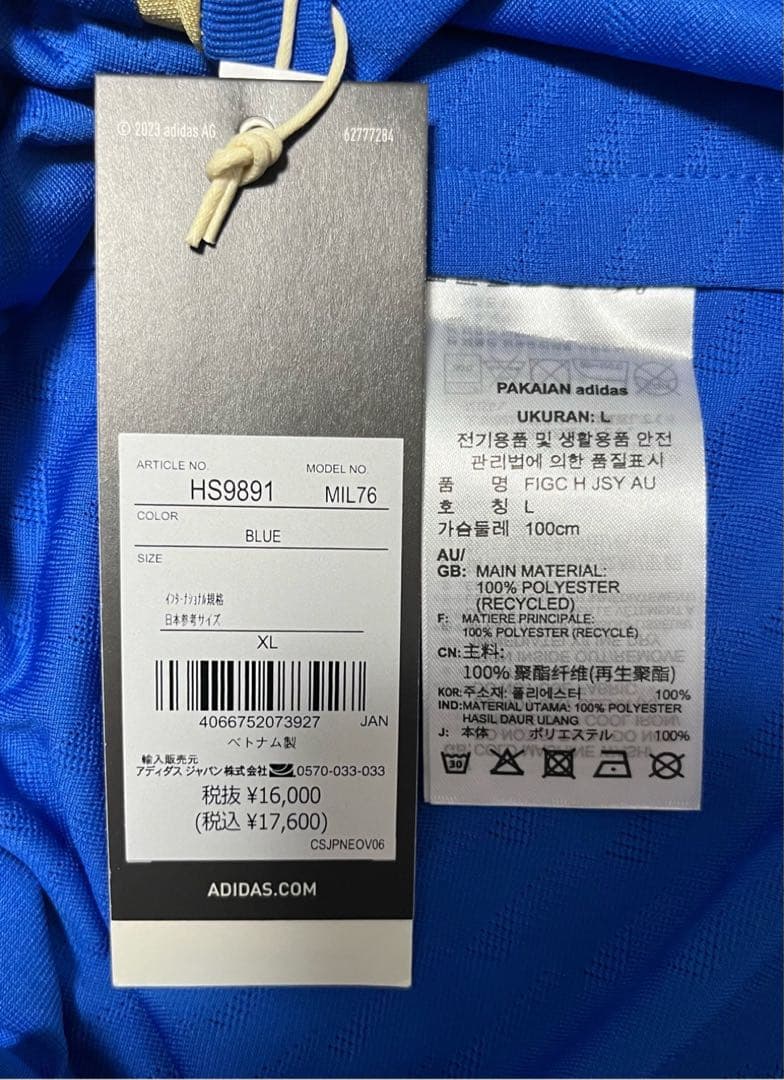 © 2023 adidas AG
62777284
ARTICLE NO.
MODEL NO.
HS9891
MIL76
COLOR
BLUE
SIZE
インターナショナル規格
日本参考サイズ
XL
4066752073927 JAN
ベトナム製
輸入販売元
アディダス ジャパン株式会社 0570-033-033
税抜 ¥16,000
(税込 ¥17,600)
CSJPNEOV06
ADIDAS.COM
PAKAIAN adidas
UKURAN: L
전기용품 및 생활용품 안전
관리법에 의한 품질표시
품 명 FIGC H JSY AU
호 칭 L
가슴둘레 100cm
AU/
GB: MAIN MATERIAL:
100% POLYESTER
(RECYCLED)
F: MATIERE PRINCIPALE:
100% POLYESTER (RECYCLÉ)
CN:主料:
100% 聚酯纤维(再生聚酯)
KOR:주소재: 폴리에스터 100%
IND:MATERIAL UTAMA: 100% POLYESTER
HASIL DAUR ULANG
J: 本体 ポリエステル 100%
30